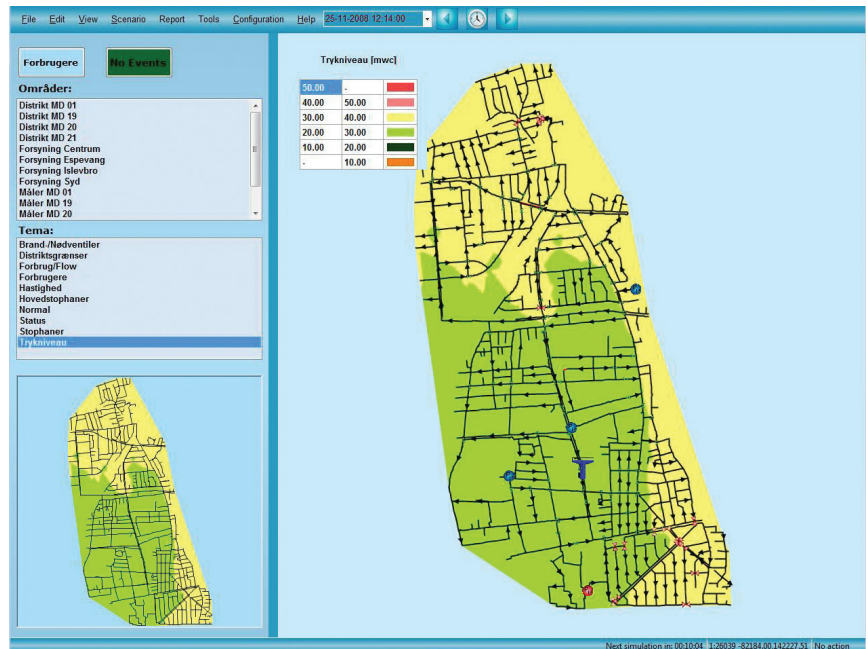 File Edit View Scenario Report Tools Configuration Help 25-11-2008 12:14:00
Forbrugere No Events
Områder:
Distrikt MD 01
Distrikt MD 19
Distrikt MD 20
Distrikt MD 21
Forsyning Centrum
Forsyning Espevang
Forsyning Islevbro
Forsyning Syd
Måler MD 01
Måler MD 19
Måler MD 20
Tema:
Brand-/Nødventiler
Distriktsgrænser
Forbrug/Flow
Forbrugere
Hastighed
Hovedstophaner
Normal
Status
Stophaner
Trykniveau
Trykniveau [mwc]
50.00 -
40.00 50.00
30.00 40.00
20.00 30.00
10.00 20.00
- 10.00
Next simulation in: 00:10:04 1:26039 -82184.00,142227.51 No action